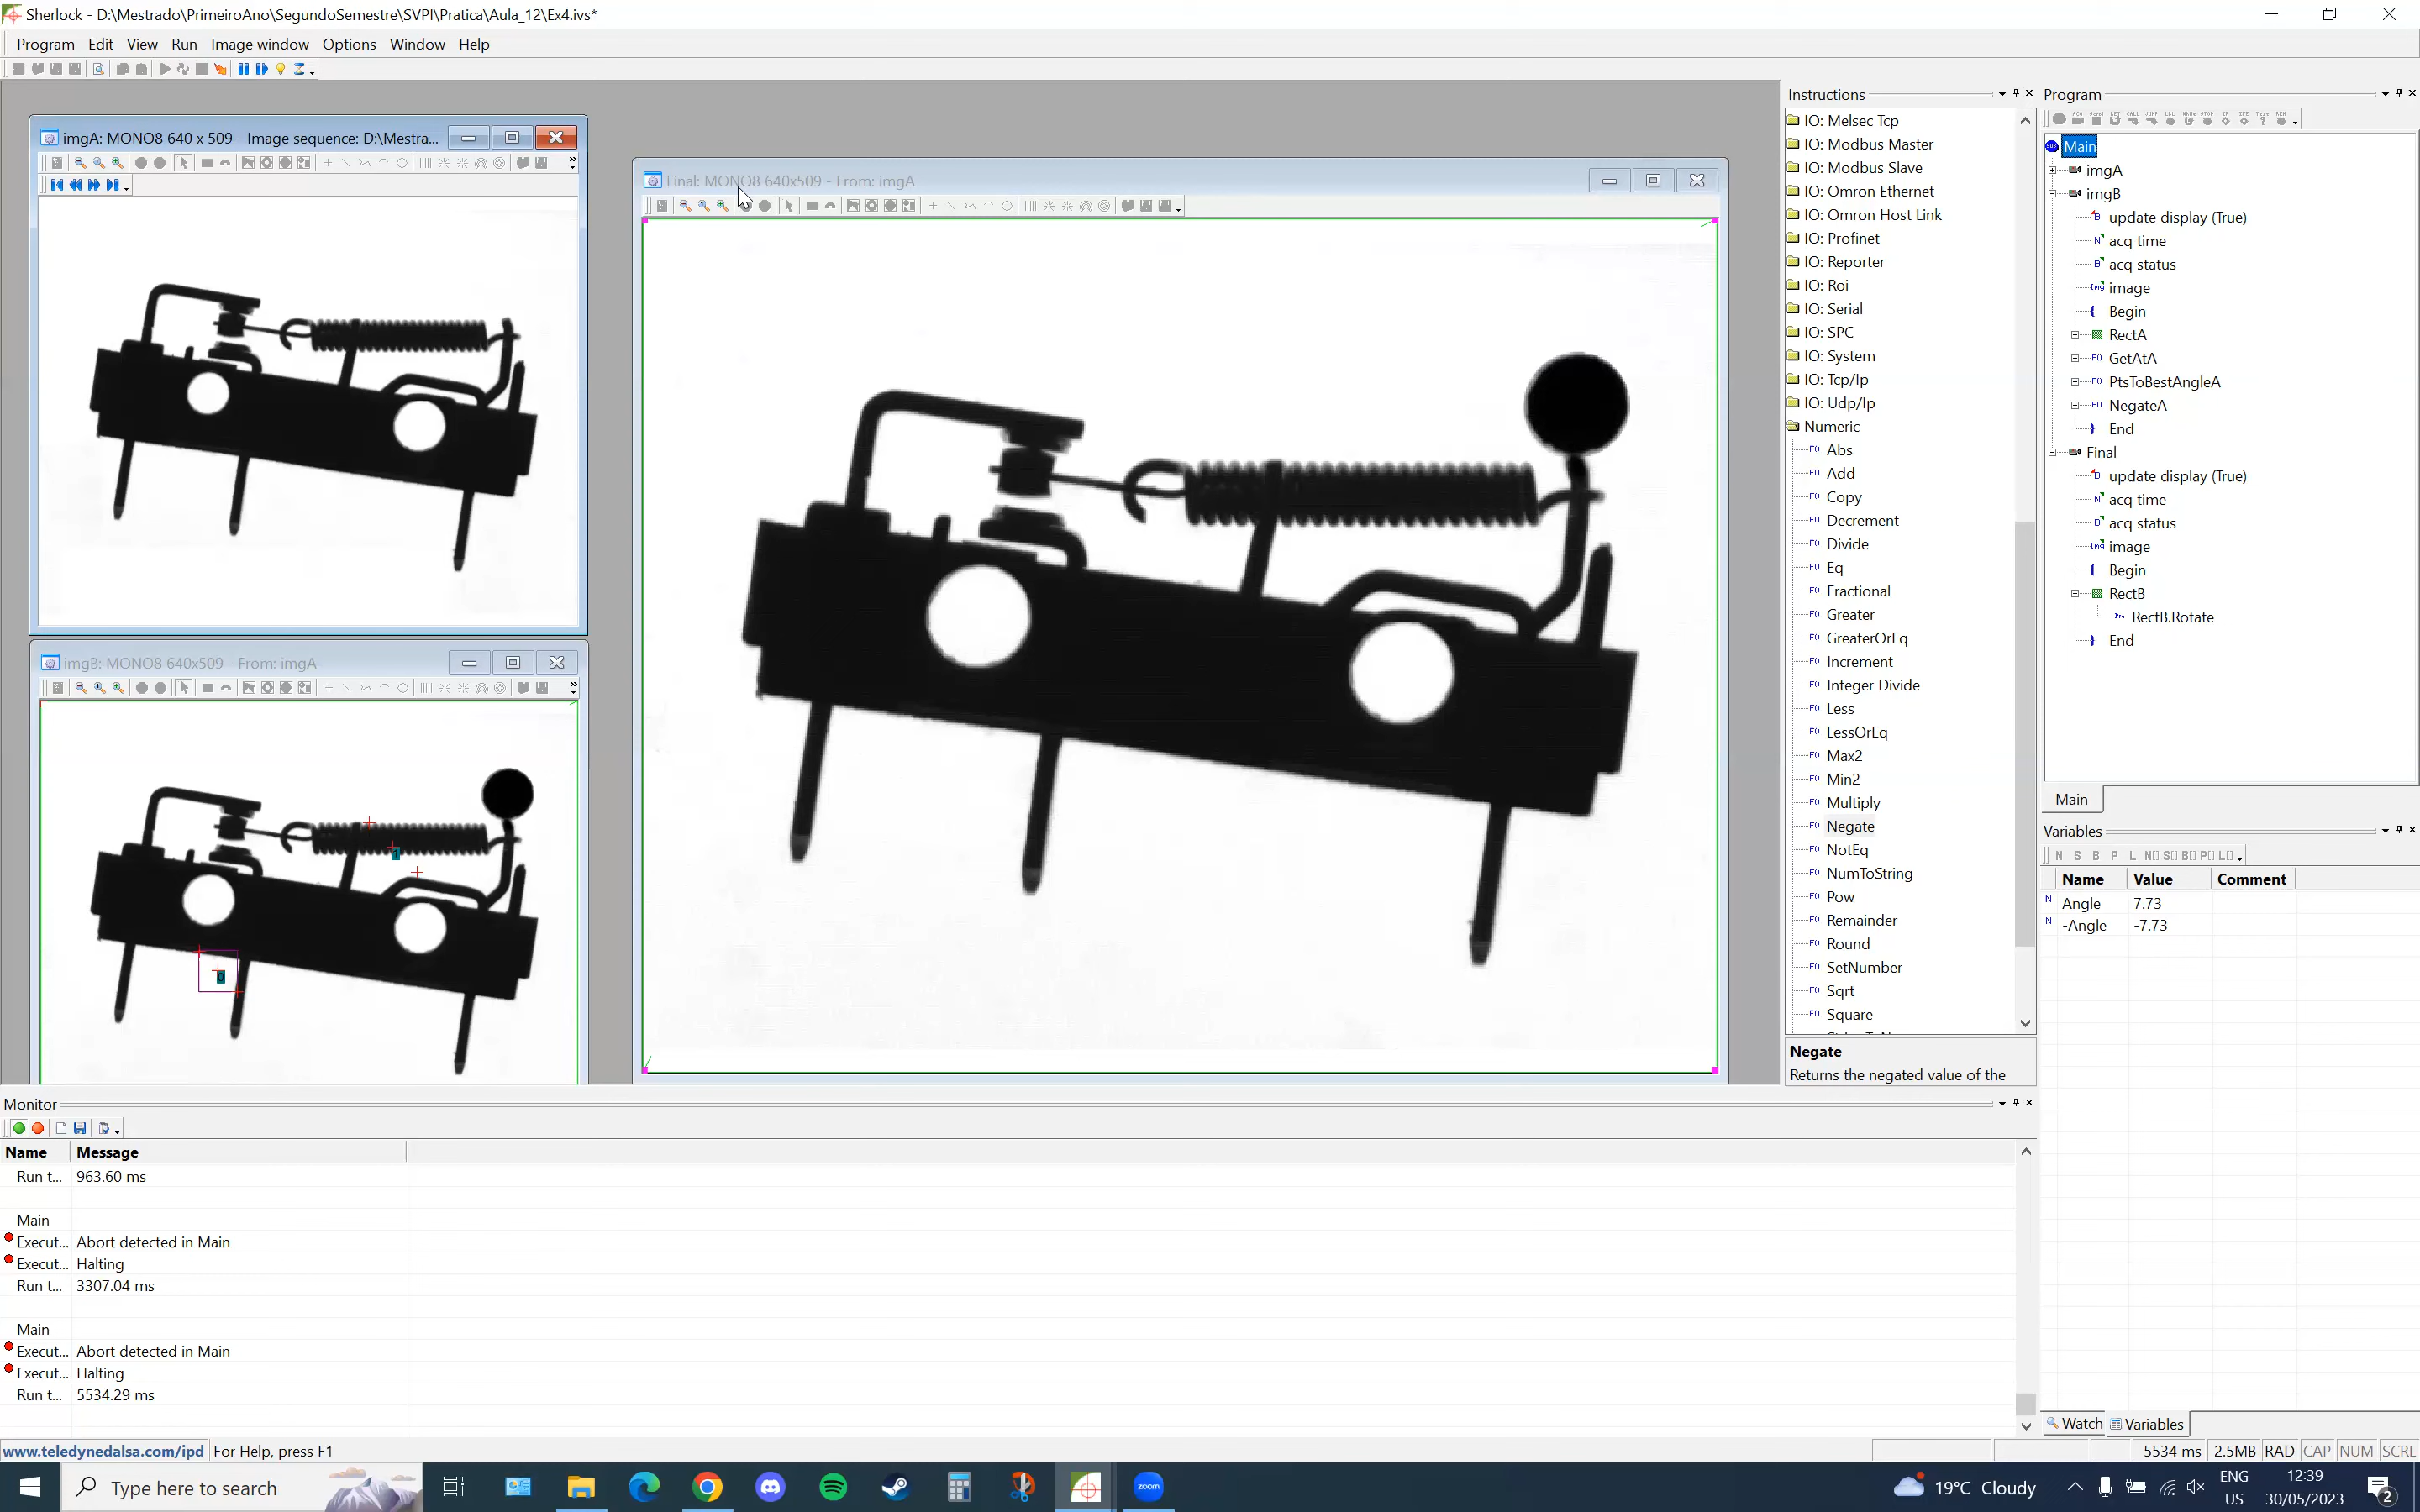 Sherlock - D:\Mestrado\PrimeiroAno\SegundoSemestre\SVPI\Pratica\Aula_12\Ex4.ivs*
Program Edit View Run Image window Options Window Help
imgA: MONO8 640 x 509 - Image sequence: D:\Mestra...
Final: MONO8 640x509 - From: imgA
imgB: MONO8 640x509 - From: imgA
Instructions
IO: Melsec Tcp
IO: Modbus Master
IO: Modbus Slave
IO: Omron Ethernet
IO: Omron Host Link
IO: Profinet
IO: Reporter
IO: Roi
IO: Serial
IO: SPC
IO: System
IO: Tcp/Ip
IO: Udp/Ip
Numeric
Abs
Add
Copy
Decrement
Divide
Eq
Fractional
Greater
GreaterOrEq
Increment
Integer Divide
Less
LessOrEq
Max2
Min2
Multiply
Negate
NotEq
NumToString
Pow
Remainder
Round
SetNumber
Sqrt
Square
Negate
Returns the negated value of the
Program
Main
imgA
imgB
update display (True)
acq time
acq status
image
Begin
RectA
GetAtA
PtsToBestAngleA
NegateA
End
Final
update display (True)
acq time
acq status
image
Begin
RectB
RectB.Rotate
End
Main
Variables
Name Value Comment
Angle 7.73
-Angle -7.73
Watch Variables
Monitor
Name Message
Run t... 963.60 ms
Main
Execut... Abort detected in Main
Execut... Halting
Run t... 3307.04 ms
Main
Execut... Abort detected in Main
Execut... Halting
Run t... 5534.29 ms
www.teledynedalsa.com/ipd For Help, press F1
5534 ms 2.5MB RAD CAP NUM SCRL
Type here to search
zoom
19°C Cloudy
ENG
US
12:39
30/05/2023
2